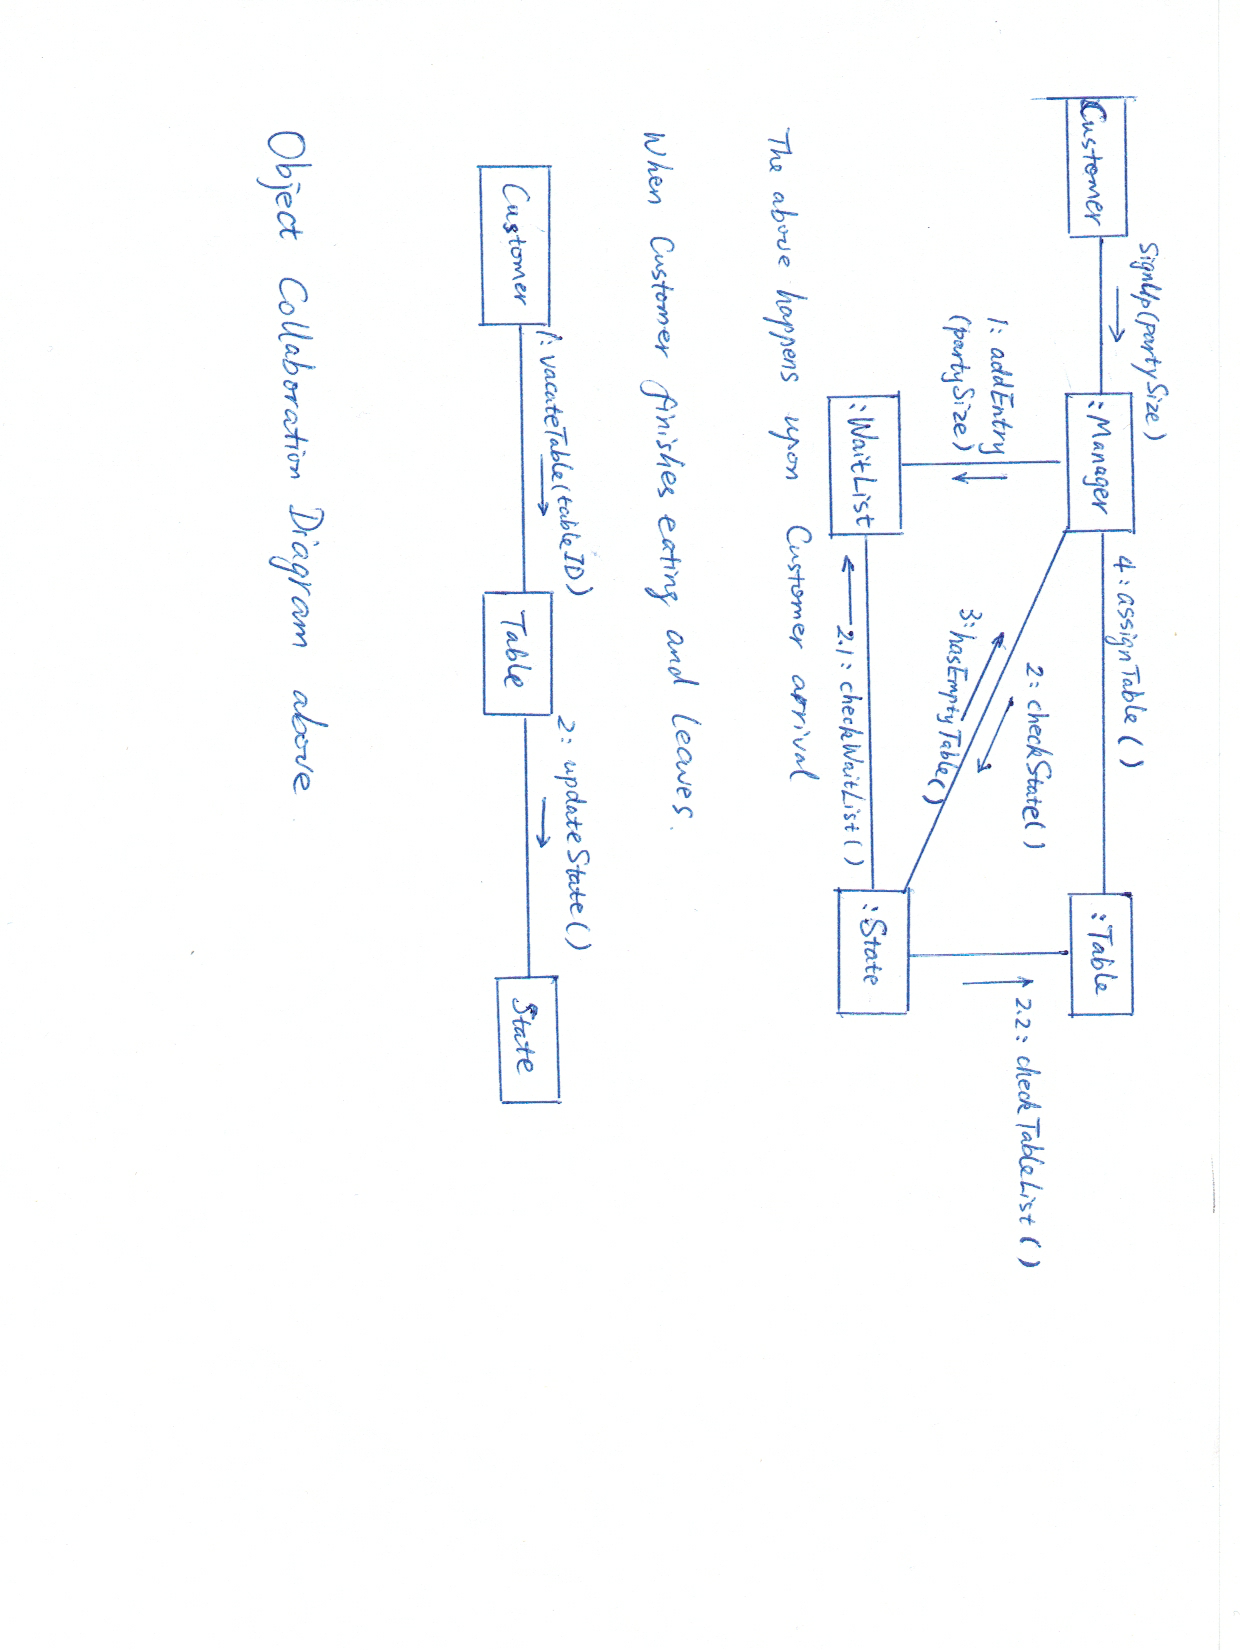 Customer
SignUp(partySize)
:Manager
4: assignTable()
:Table
1: addEntry
(partySize)
2: checkState()
3: hasEmptyTable()
2.2: checkTableList()
:WaitList
2.1: checkWaitList()
:State
The above happens upon Customer arrival
When Customer finishes eating and leaves.
Customer
1: vacateTable(tableID)
Table
2: updateState()
State
Object Collaboration Diagram above